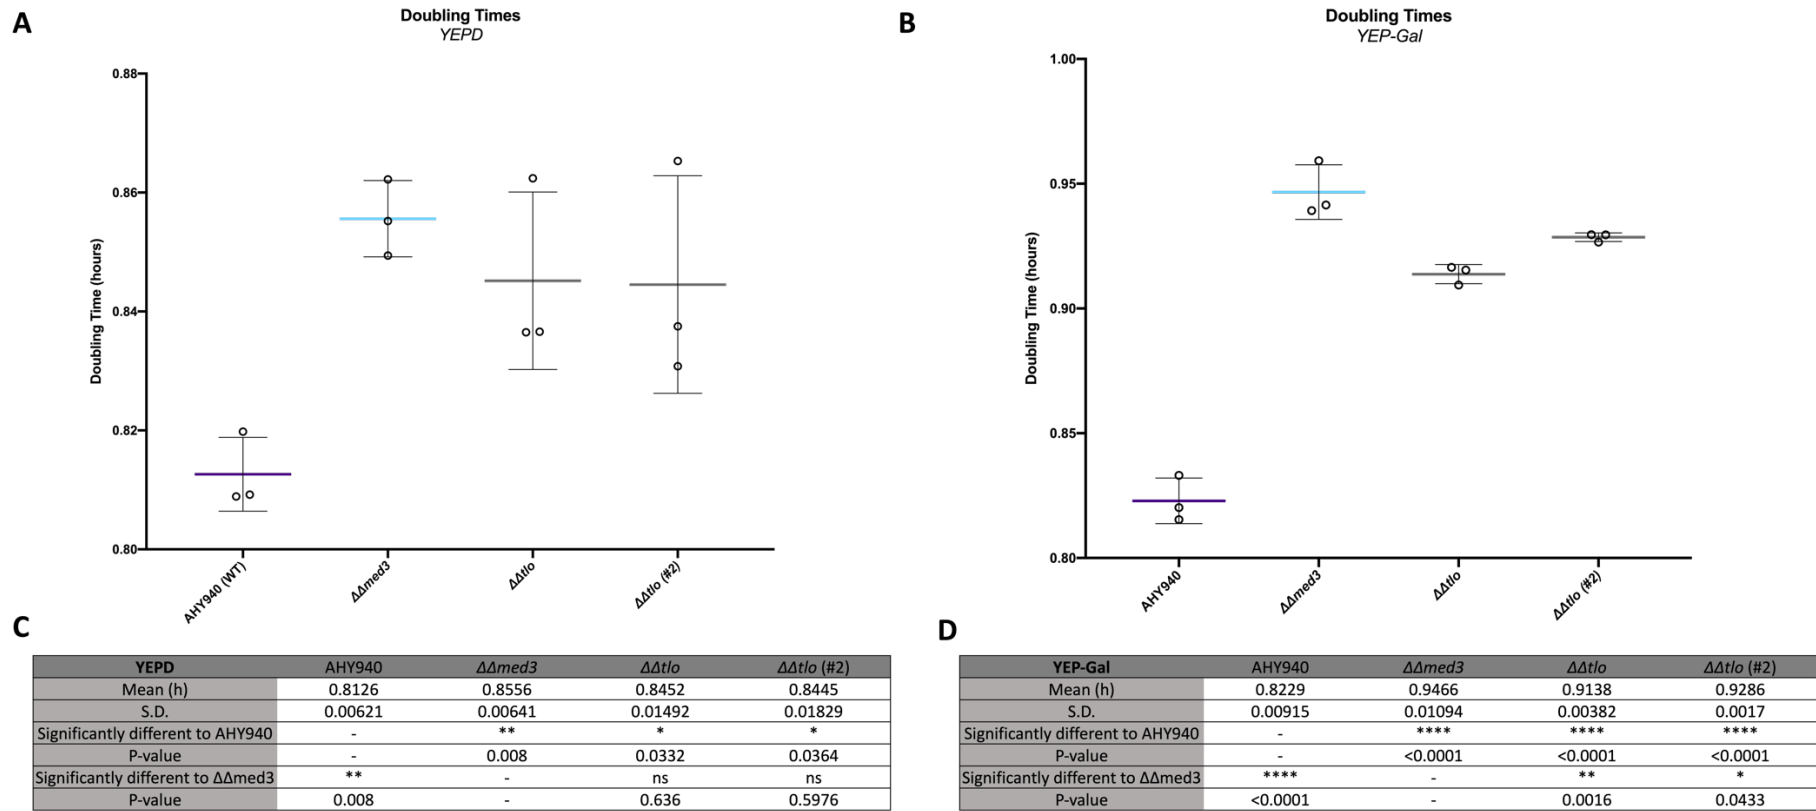 A
Doubling Times
YEPD
Doubling Time (hours)
0.88
0.86
0.84
0.82
0.80
AHY940 (WT)
ΔΔmed3
ΔΔtlo
ΔΔtlo (#2)
B
Doubling Times
YEP-Gal
Doubling Time (hours)
1.00
0.95
0.90
0.85
0.80
AHY940
ΔΔmed3
ΔΔtlo
ΔΔtlo (#2)
C
YEPD AHY940 ΔΔmed3 ΔΔtlo ΔΔtlo (#2)
Mean (h) 0.8126 0.8556 0.8452 0.8445
S.D. 0.00621 0.00641 0.01492 0.01829
Significantly different to AHY940 - ** * *
P-value - 0.008 0.0332 0.0364
Significantly different to ΔΔmed3 ** - ns ns
P-value 0.008 - 0.636 0.5976
D
YEP-Gal AHY940 ΔΔmed3 ΔΔtlo ΔΔtlo (#2)
Mean (h) 0.8229 0.9466 0.9138 0.9286
S.D. 0.00915 0.01094 0.00382 0.0017
Significantly different to AHY940 - **** **** ****
P-value - <0.0001 <0.0001 <0.0001
Significantly different to ΔΔmed3 **** - ** *
P-value <0.0001 - 0.0016 0.0433